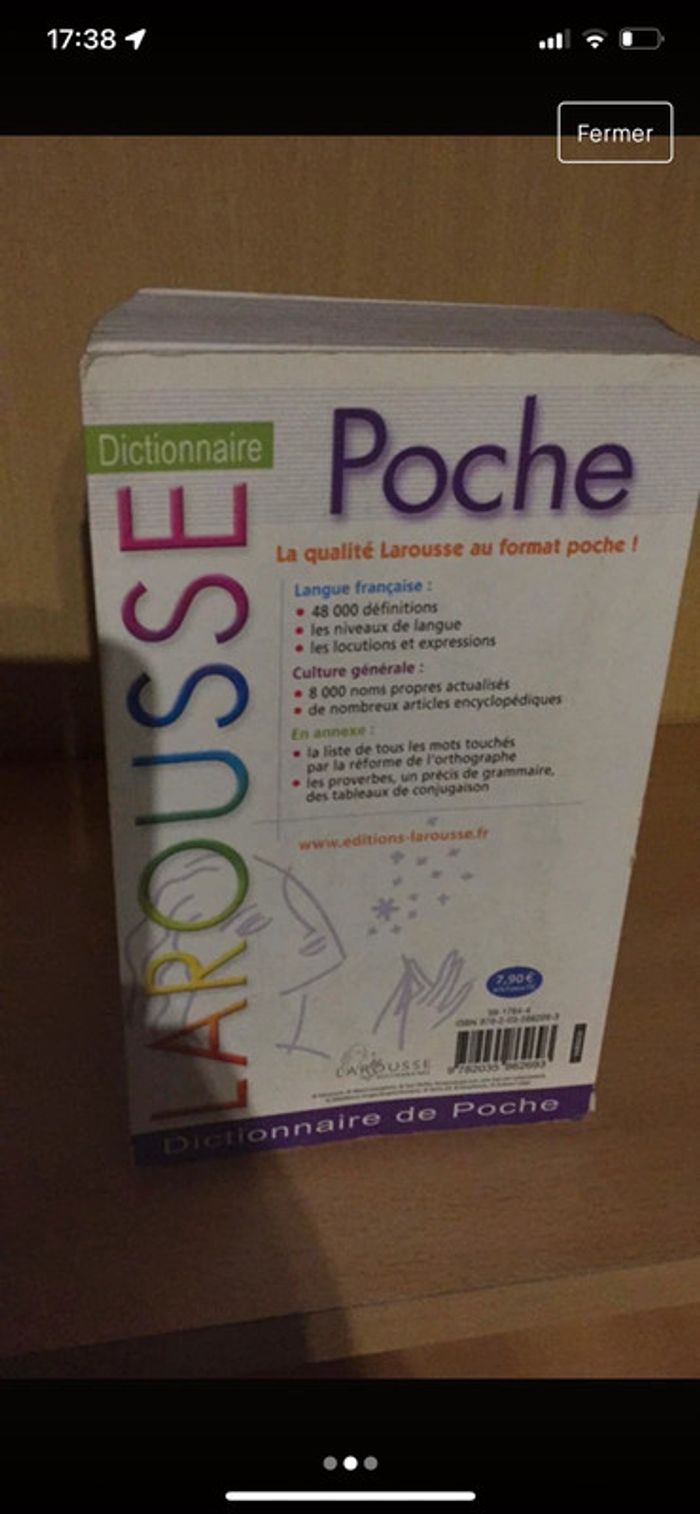 17:38
Fermer
Dictionnaire
LAROUSSE
Poche
La qualité Larousse au format poche !
Langue française :
• 48 000 définitions
• les niveaux de langue
• les locutions et expressions
Culture générale :
• 8 000 noms propres actualisés
• de nombreux articles encyclopédiques
En annexe :
• la liste de tous les mots touchés
par la réforme de l'orthographe
• les proverbes, un précis de grammaire,
des tableaux de conjugaison
www.editions-larousse.fr
7,90 €
ISBN
LAROUSSE
Dictionnaire de Poche